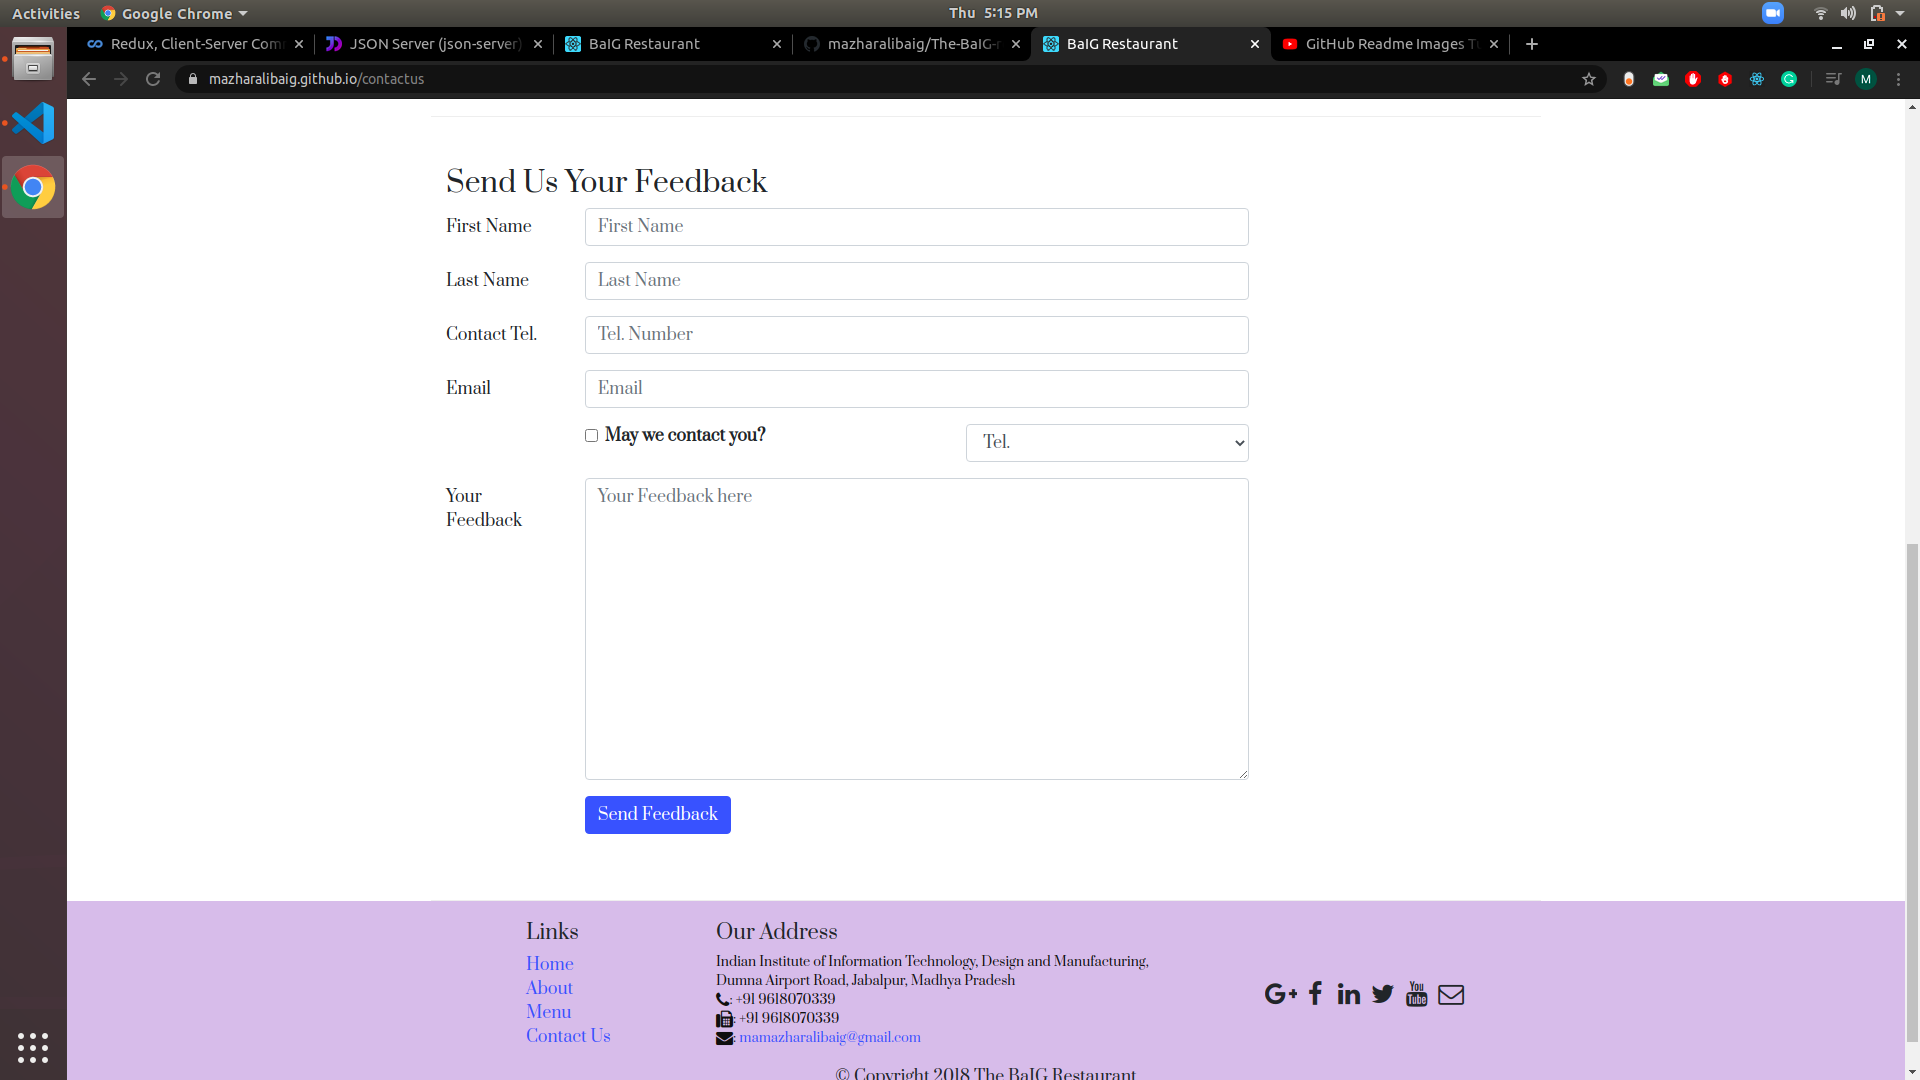 Activities
Google Chrome
Thu 5:15 PM
Redux, Client-Server Com
JSON Server (json-server)
BaIG Restaurant
mazharalibaig/The-BaIG-r
BaIG Restaurant
GitHub Readme Images Tu
mazharalibaig.github.io/contactus
M
Send Us Your Feedback
First Name
First Name
Last Name
Last Name
Contact Tel.
Tel. Number
Email
Email
May we contact you?
Tel.
Your
Feedback
Your Feedback here
Send Feedback
Links
Home
About
Menu
Contact Us
Our Address
Indian Institute of Information Technology, Design and Manufacturing,
Dumna Airport Road, Jabalpur, Madhya Pradesh
: +91 9618070339
: +91 9618070339
: mamazharalibaig@gmail.com
G+ f in You Tube
© Copyright 2018 The BaIG Restaurant